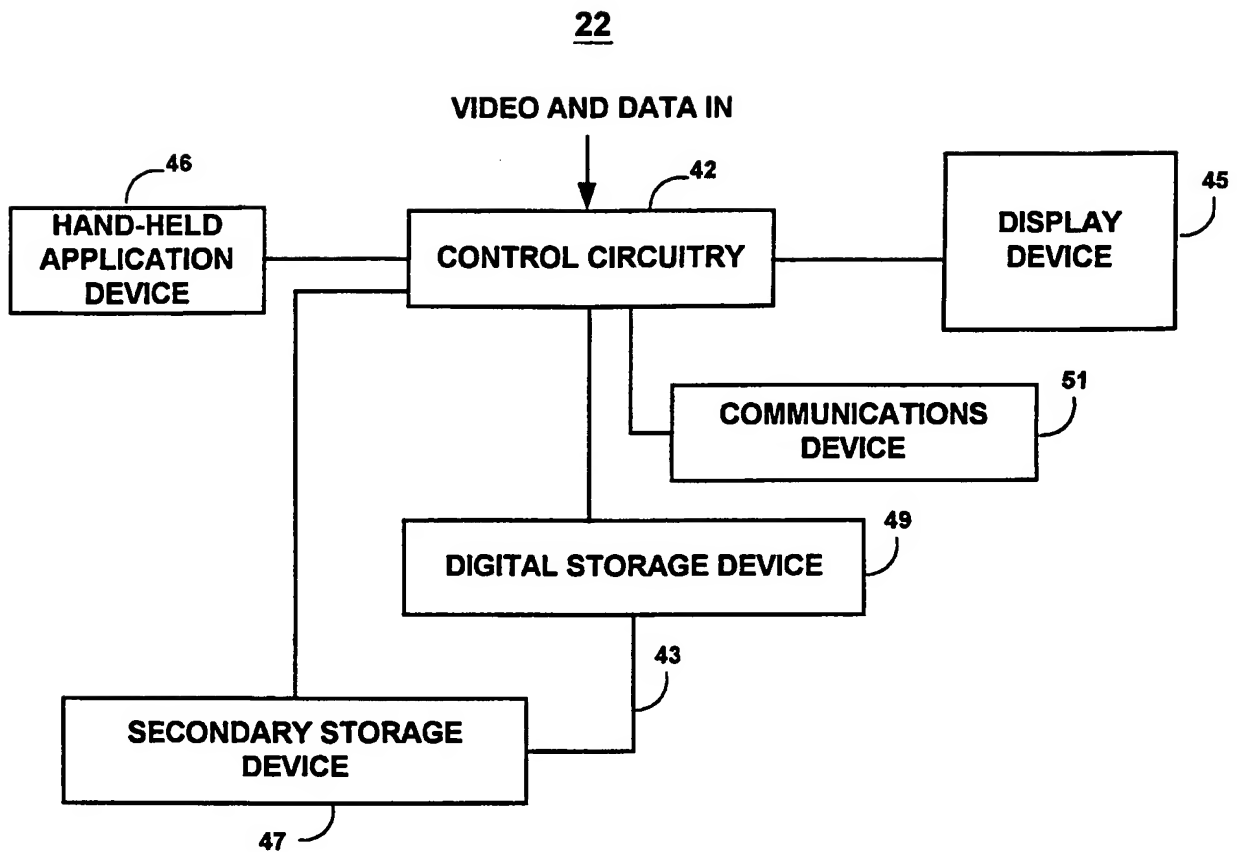 22
VIDEO AND DATA IN
46
42
45
HAND-HELD
APPLICATION
DEVICE
CONTROL CIRCUITRY
DISPLAY
DEVICE
51
COMMUNICATIONS
DEVICE
49
DIGITAL STORAGE DEVICE
43
SECONDARY STORAGE
DEVICE
47